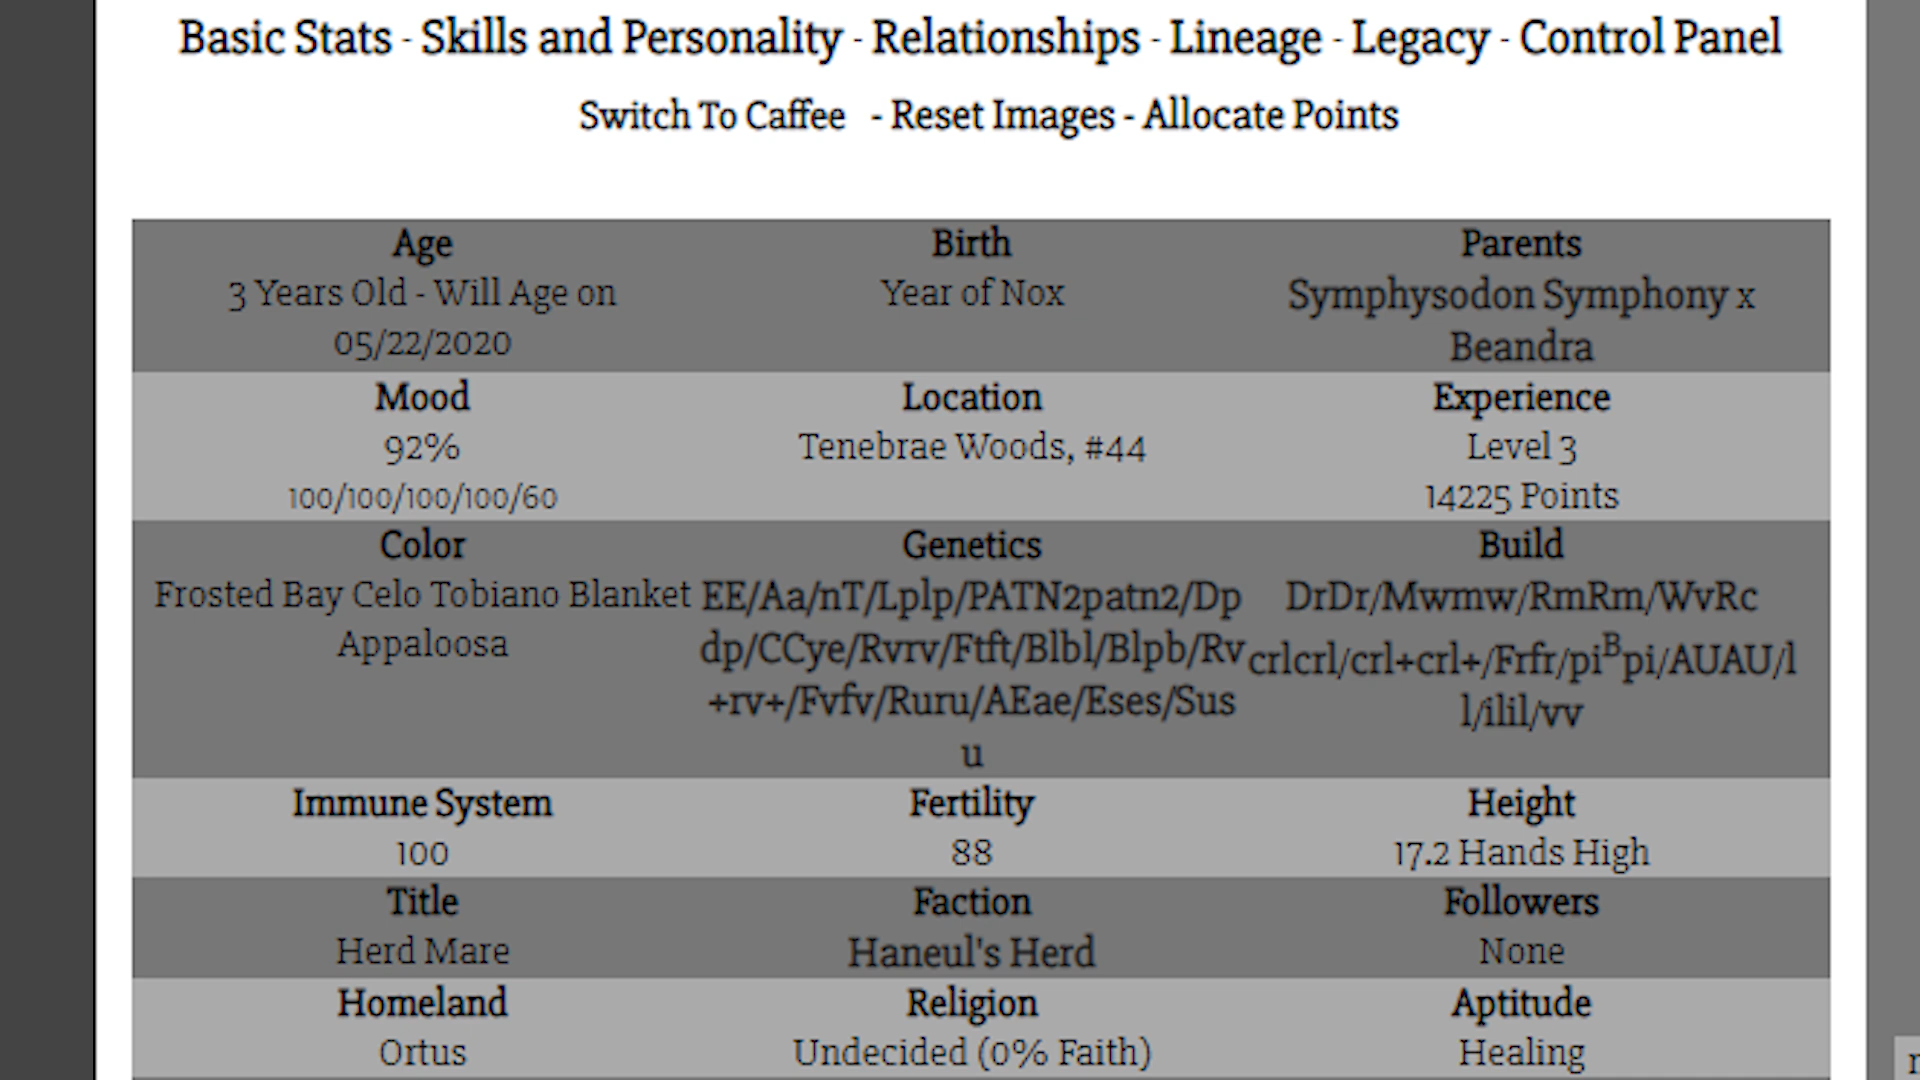 Basic Stats - Skills and Personality - Relationships - Lineage - Legacy - Control Panel
Switch To Caffee - Reset Images - Allocate Points
Age
3 Years Old - Will Age on
05/22/2020
Birth
Year of Nox
Parents
Symphysodon Symphony x
Beandra
Mood
92%
100/100/100/100/60
Location
Tenebrae Woods, #44
Experience
Level 3
14225 Points
Color
Frosted Bay Celo Tobiano Blanket
Appaloosa
Genetics
EE/Aa/nT/Lplp/PATN2patn2/Dp
dp/CCye/Rvrv/Ftft/Blbl/Blpb/Rv
+rv+/Fvfv/Ruru/AEae/Eses/Sus
u
Build
DrDr/Mwmw/RmRm/WvRc
crlcrl/crl+crl+/Frfr/piᴮpi/AUAU/l
l/ilil/vv
Immune System
100
Fertility
88
Height
17.2 Hands High
Title
Herd Mare
Faction
Haneul's Herd
Followers
None
Homeland
Ortus
Religion
Undecided (0% Faith)
Aptitude
Healing